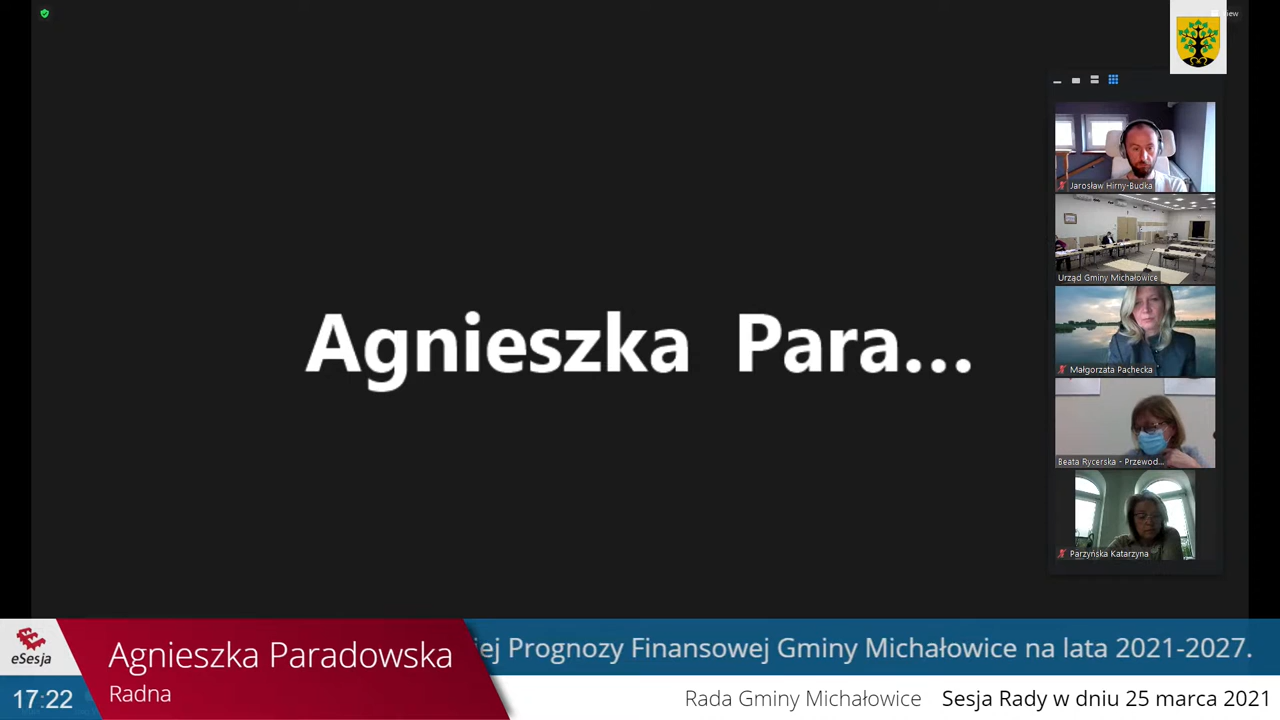 View
Jarosław Hirny-Budka
Urząd Gminy Michałowice
Małgorzata Pachecka
Beata Rycerska - Przewod...
Parzyńska Katarzyna
Agnieszka Para...
eSesja
Agnieszka Paradowska
Radna
iej Prognozy Finansowej Gminy Michałowice na lata 2021-2027.
17:22
Rada Gminy Michałowice Sesja Rady w dniu 25 marca 2021